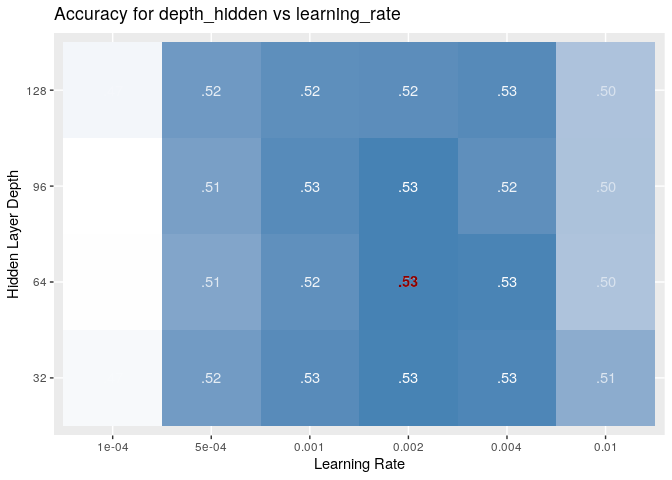 Accuracy for depth_hidden vs learning_rate
Hidden Layer Depth
128 .52 .52 .52 .53 .50
96 .51 .53 .53 .52 .50
64 .51 .52 .53 .53 .50
32 .52 .53 .53 .53 .51
1e-04 5e-04 0.001 0.002 0.004 0.01
Learning Rate